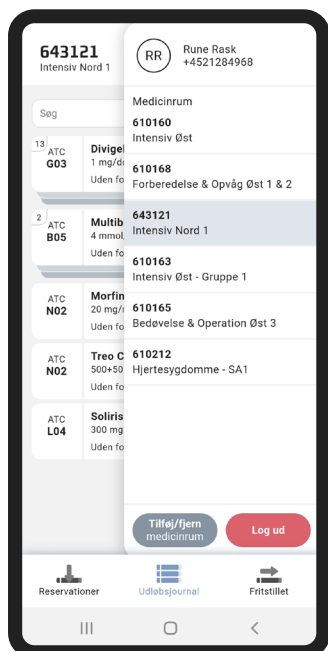 643121
Intensiv Nord 1
Søg
13
ATC
G03
Divigel
1 mg/do
Uden fo
2
ATC
B05
Multib
4 mmol,
Uden fo
ATC
N02
Morfin
20 mg/
Uden fo
ATC
N02
Treo C
500+50
Uden fo
ATC
L04
Soliris
300 mg
Uden fo
RR
Rune Rask
+4521284968
Medicinrum
610160
Intensiv Øst
610168
Forberedelse & Opvåg Øst 1 & 2
643121
Intensiv Nord 1
610163
Intensiv Øst - Gruppe 1
610165
Bedøvelse & Operation Øst 3
610212
Hjertesygdomme - SA1
Tilføj/fjern
medicinrum
Log ud
Reservationer
Udløbsjournal
Fritstillet